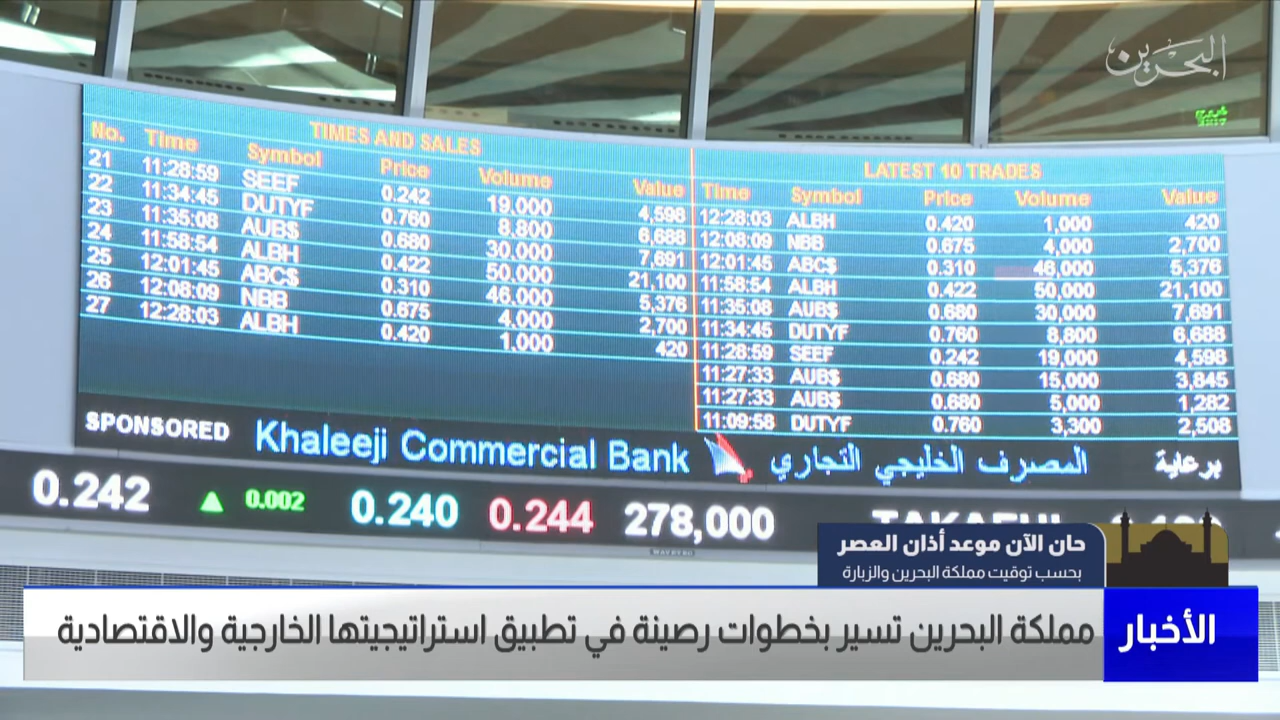 البحرين
خروج
EXIT
TIMES AND SALES
No. Time Symbol Price Volume Value
21 11:28:59 SEEF 0.242 19,000 4,598
22 11:34:45 DUTYF 0.760 8,800 6,688
23 11:35:08 AUB$ 0.680 30,000 7,691
24 11:58:54 ALBH 0.422 50,000 21,100
25 12:01:45 ABC$ 0.310 46,000 5,376
26 12:08:09 NBB 0.675 4,000 2,700
27 12:28:03 ALBH 0.420 1,000 420
LATEST 10 TRADES
Time Symbol Price Volume Value
12:28:03 ALBH 0.420 1,000 420
12:08:09 NBB 0.675 4,000 2,700
12:01:45 ABC$ 0.310 46,000 5,376
11:58:54 ALBH 0.422 50,000 21,100
11:35:08 AUB$ 0.680 30,000 7,691
11:34:45 DUTYF 0.760 8,800 6,688
11:28:59 SEEF 0.242 19,000 4,598
11:27:33 AUB$ 0.680 15,000 3,845
11:27:33 AUB$ 0.680 5,000 1,282
11:09:58 DUTYF 0.760 3,300 2,508
SPONSORED Khaleeji Commercial Bank المصرف الخليجي التجاري برعاية
0.242 0.002 0.240 0.244 278,000
حان الآن موعد أذان العصر
بحسب توقيت مملكة البحرين والزبارة
الأخبار
مملكة البحرين تسير بخطوات رصينة في تطبيق استراتيجيتها الخارجية والاقتصادية